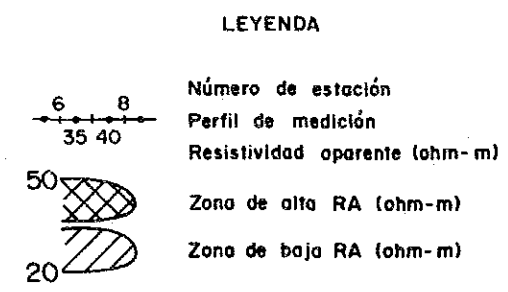 LEYENDA
6 8
35 40
Número de estación
Perfil de medición
Resistividad aparente (ohm-m)
50
Zona de alta RA (ohm-m)
Zona de baja RA (ohm-m)
20